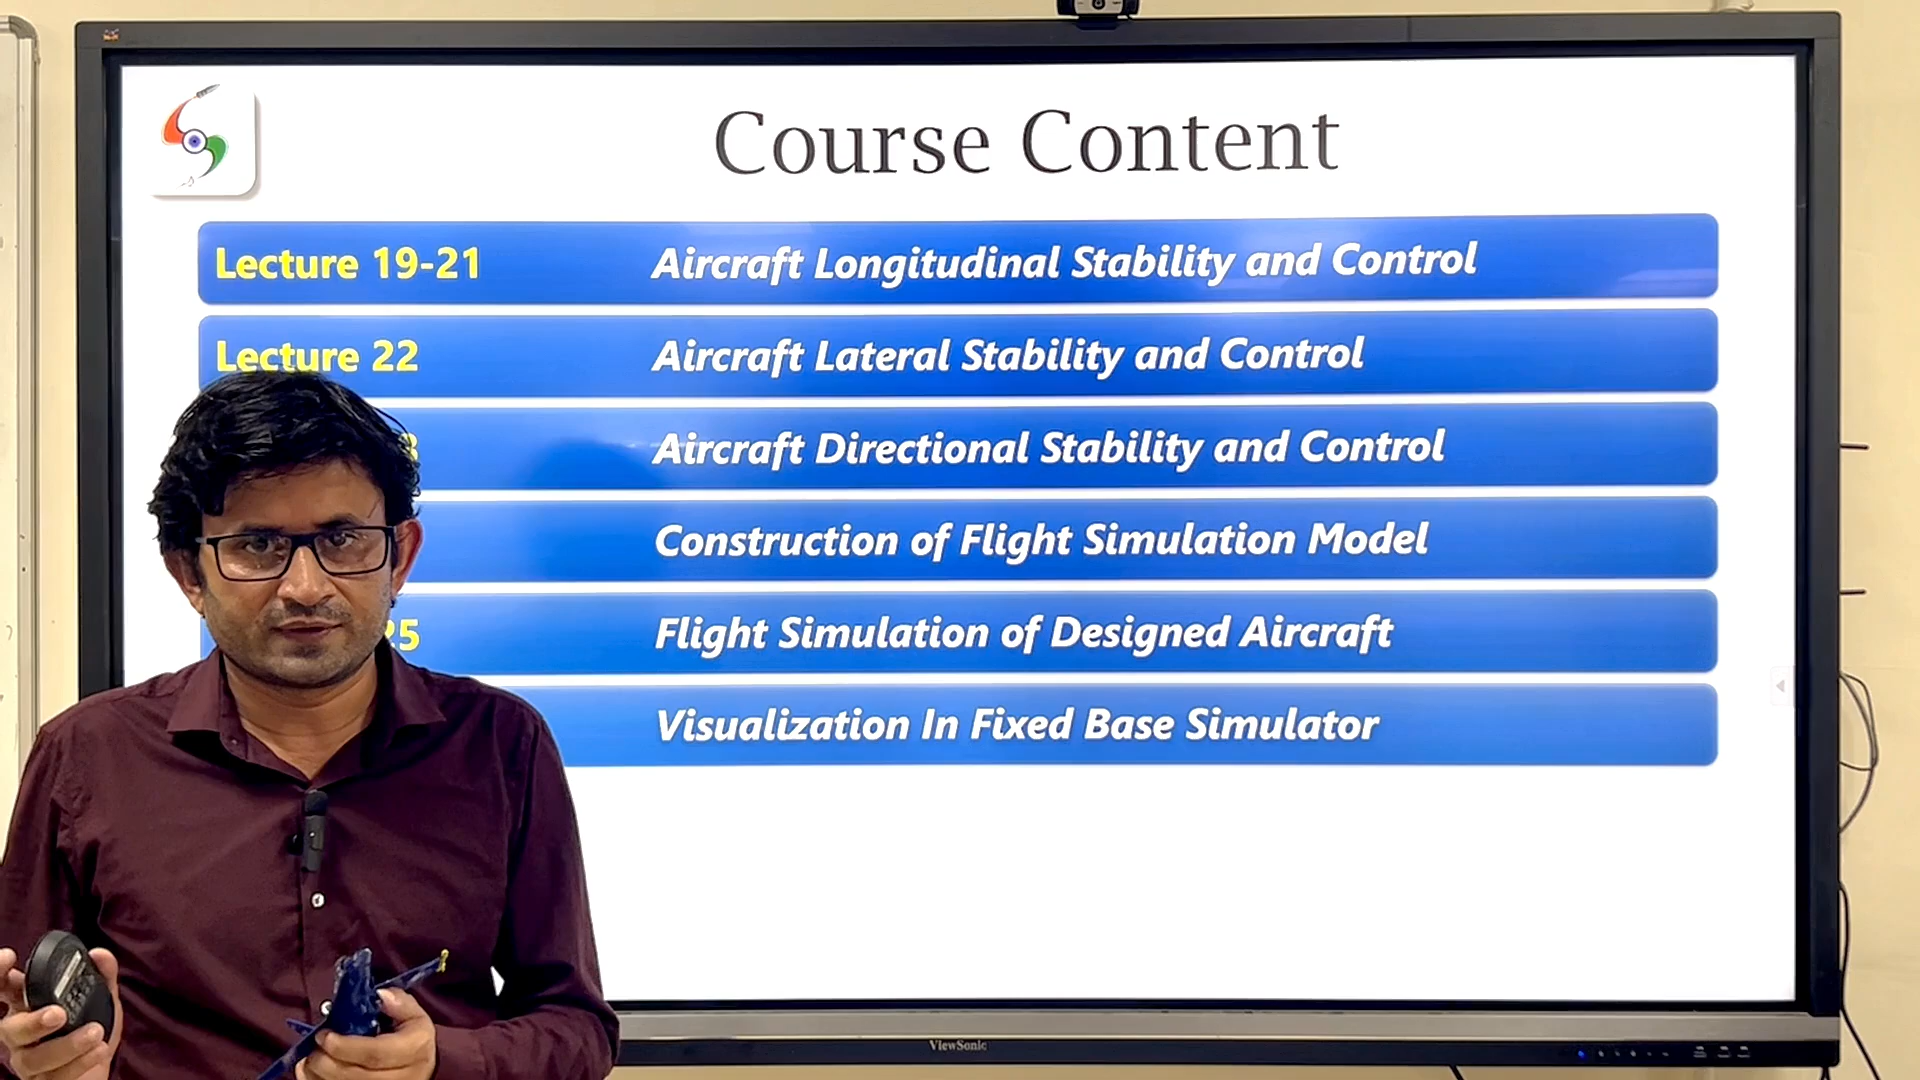 Course Content
Lecture 19-21 Aircraft Longitudinal Stability and Control
Lecture 22 Aircraft Lateral Stability and Control
3 Aircraft Directional Stability and Control
Construction of Flight Simulation Model
25 Flight Simulation of Designed Aircraft
Visualization In Fixed Base Simulator
ViewSonic